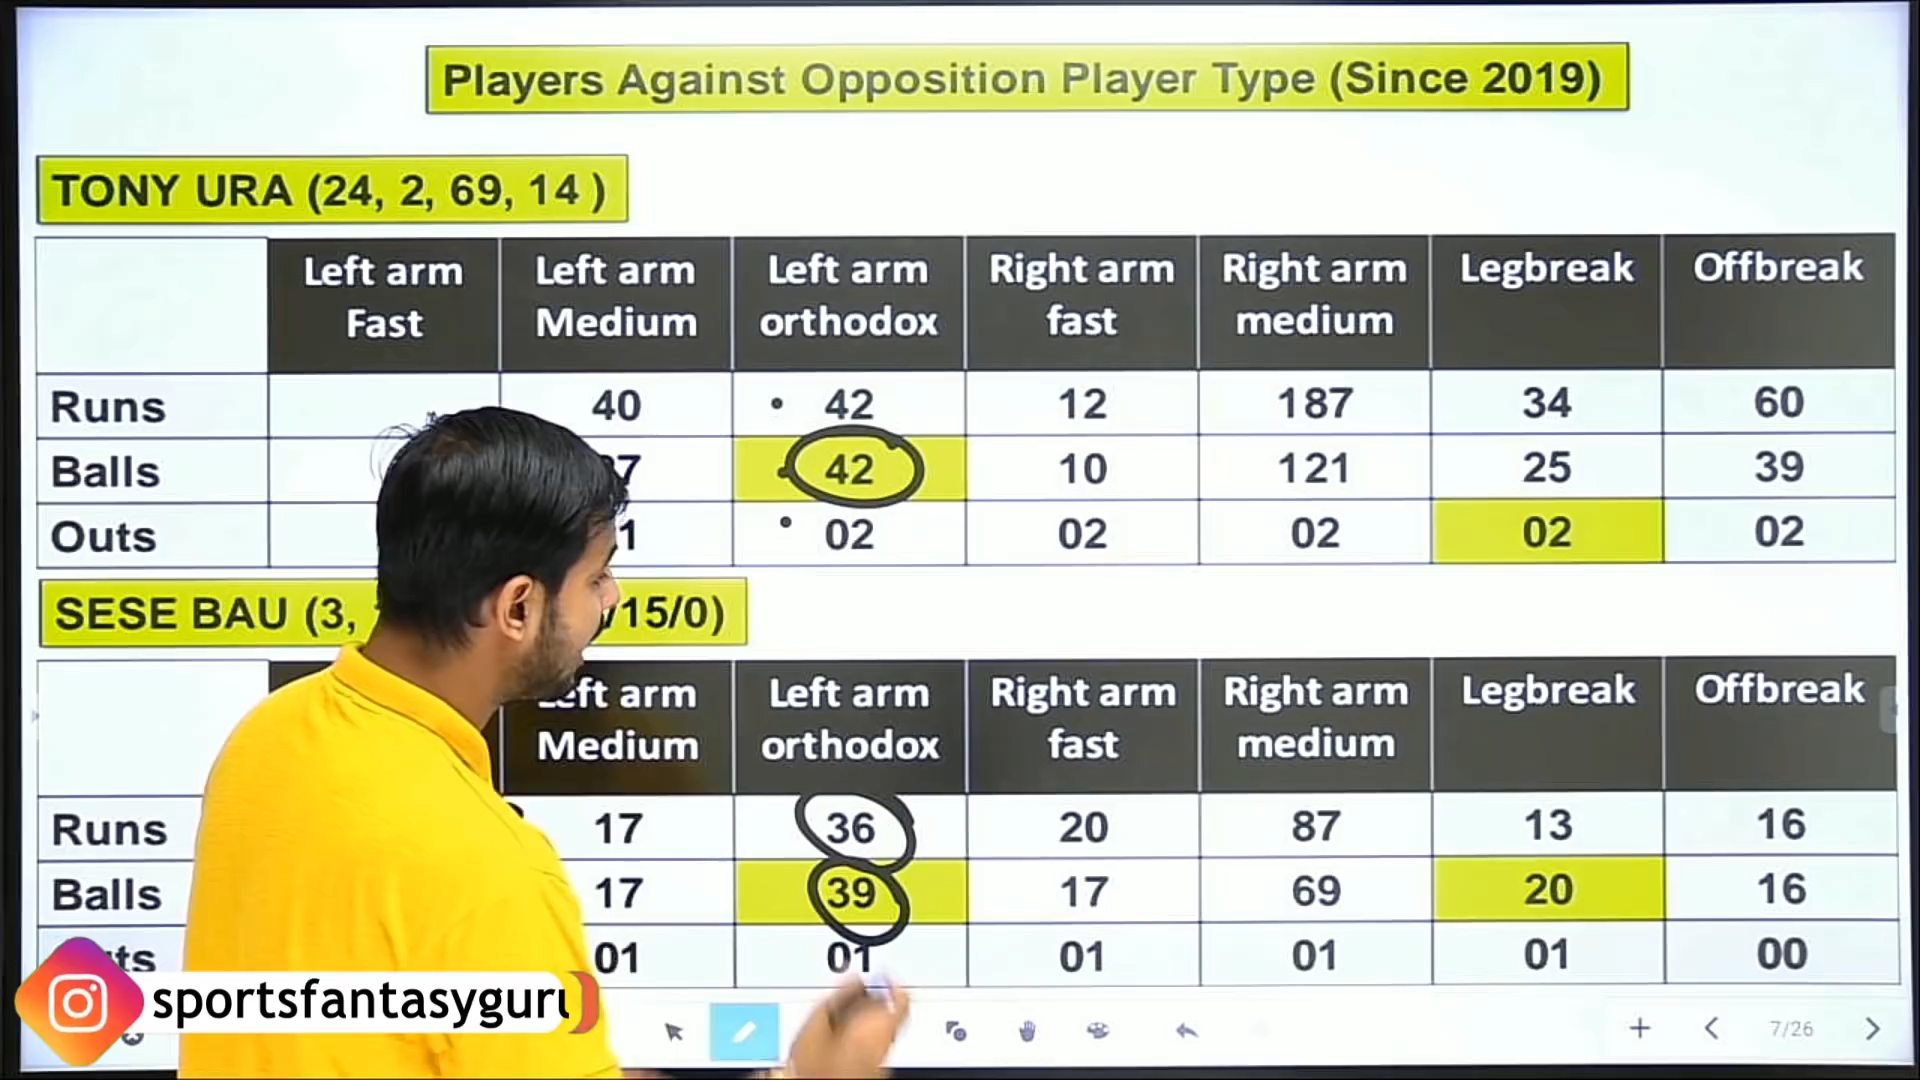 Players Against Opposition Player Type (Since 2019)
TONY URA (24, 2, 69, 14 )
Left arm Fast Left arm Medium Left arm orthodox Right arm fast Right arm medium Legbreak Offbreak
Runs 40 42 12 187 34 60
Balls 42 10 121 25 39
Outs 02 02 02 02 02
SESE BAU (3, /15/0)
Left arm Medium Left arm orthodox Right arm fast Right arm medium Legbreak Offbreak
Runs 17 36 20 87 13 16
Balls 17 39 17 69 20 16
01 01 01 01 01 00
sportsfantasyguru
7/26